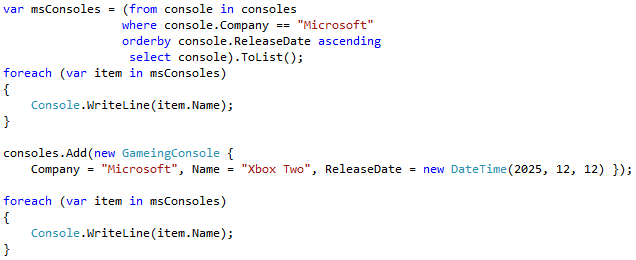 var msConsoles = (from console in consoles
                 where console.Company == "Microsoft"
                 orderby console.ReleaseDate ascending
                  select console).ToList();
foreach (var item in msConsoles)
{
    Console.WriteLine(item.Name);
}

consoles.Add(new GameingConsole {
    Company = "Microsoft", Name = "Xbox Two", ReleaseDate = new DateTime(2025, 12, 12) });

foreach (var item in msConsoles)
{
    Console.WriteLine(item.Name);
}